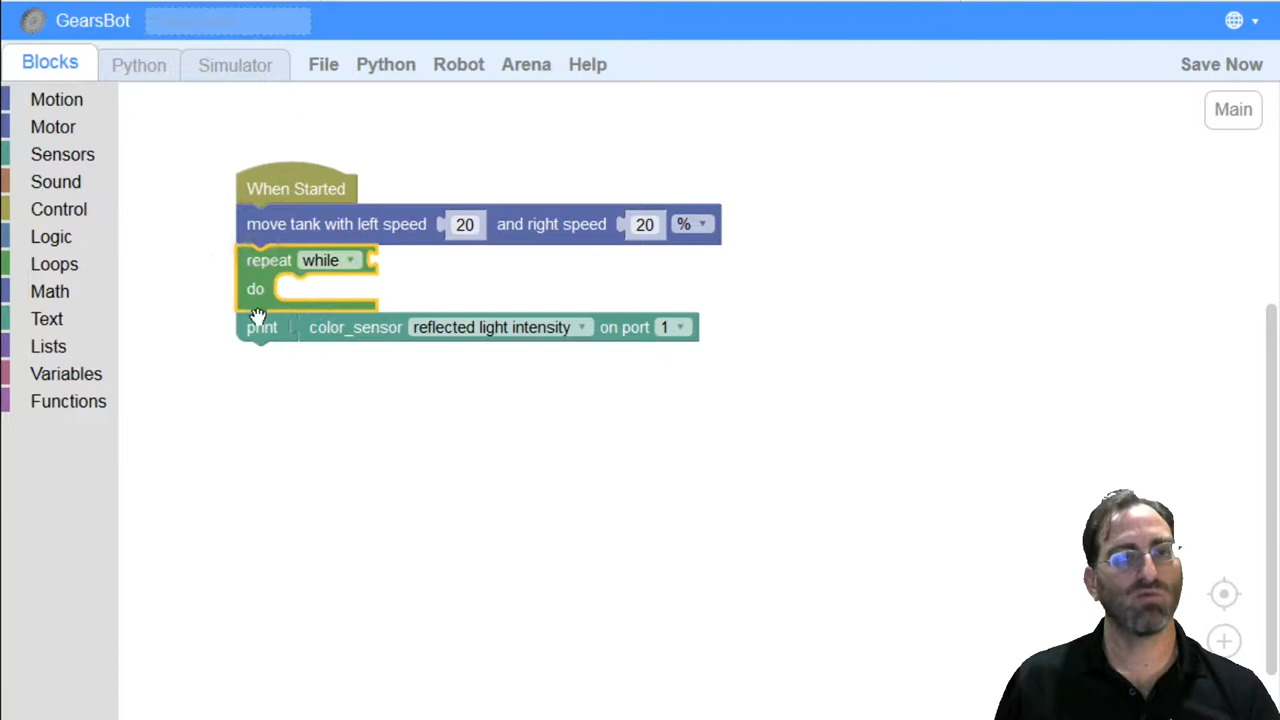 GearsBot
Blocks Python Simulator File Python Robot Arena Help Save Now
Motion
Motor
Sensors
Sound
Control
Logic
Loops
Math
Text
Lists
Variables
Functions
Main
When Started
move tank with left speed 20 and right speed 20 %
repeat while
do
print color_sensor reflected light intensity on port 1